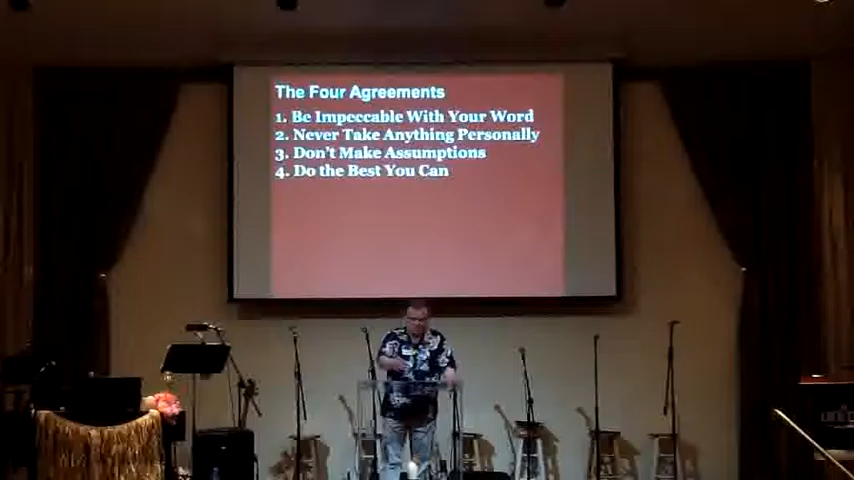 The Four Agreements
1. Be Impeccable With Your Word
2. Never Take Anything Personally
3. Don't Make Assumptions
4. Do the Best You Can